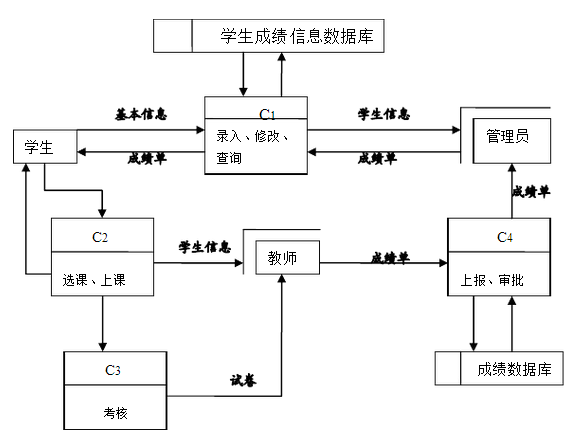 学生成绩信息数据库
基本信息
C1
学生信息
学生
录入、修改、
查询
管理员
成绩单
成绩单
成绩单
C2
学生信息
C4
选课、上课
教师
成绩单
上报、审批
C3
试卷
成绩数据库
考核